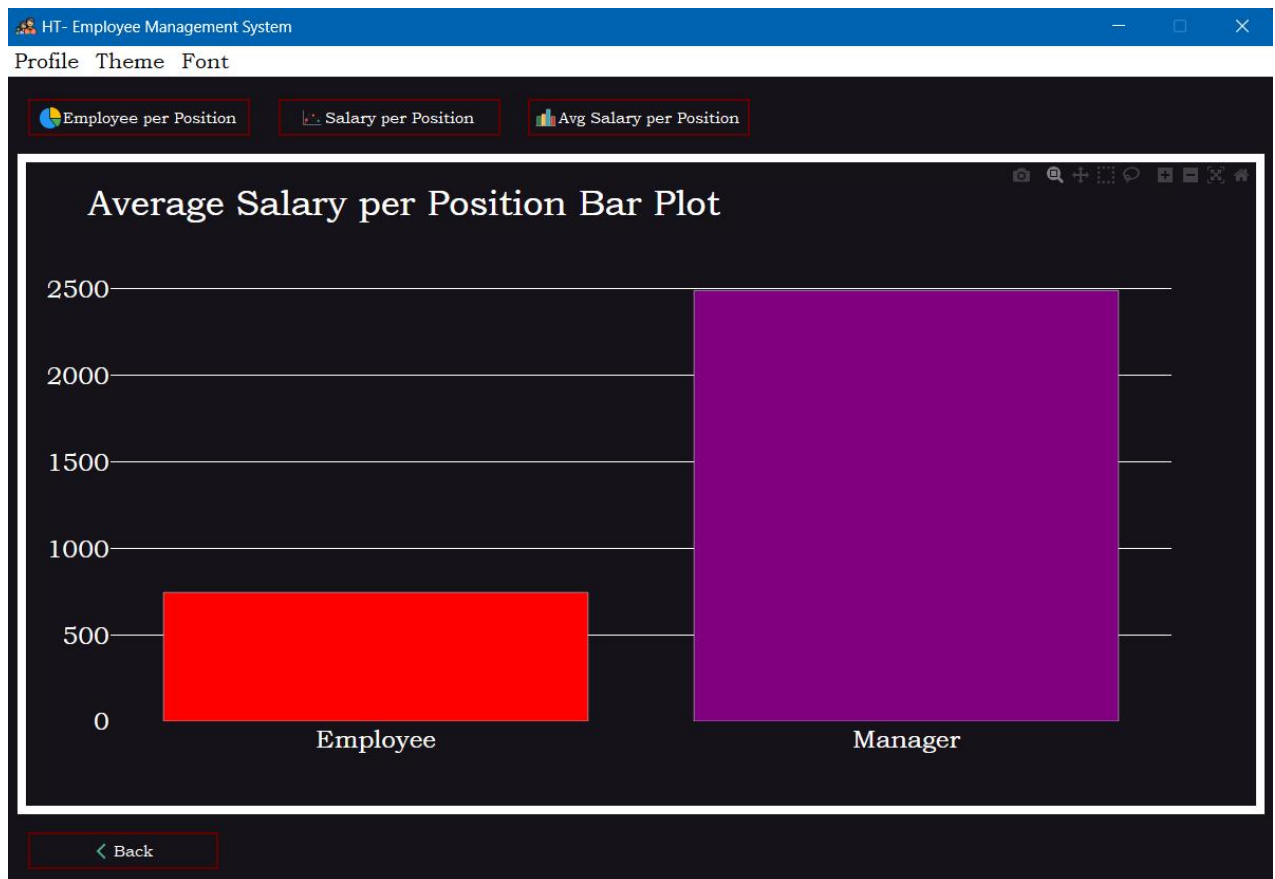 HT- Employee Management System
Profile Theme Font
Employee per Position Salary per Position Avg Salary per Position
Average Salary per Position Bar Plot
2500
2000
1500
1000
500
0
Employee Manager
Back